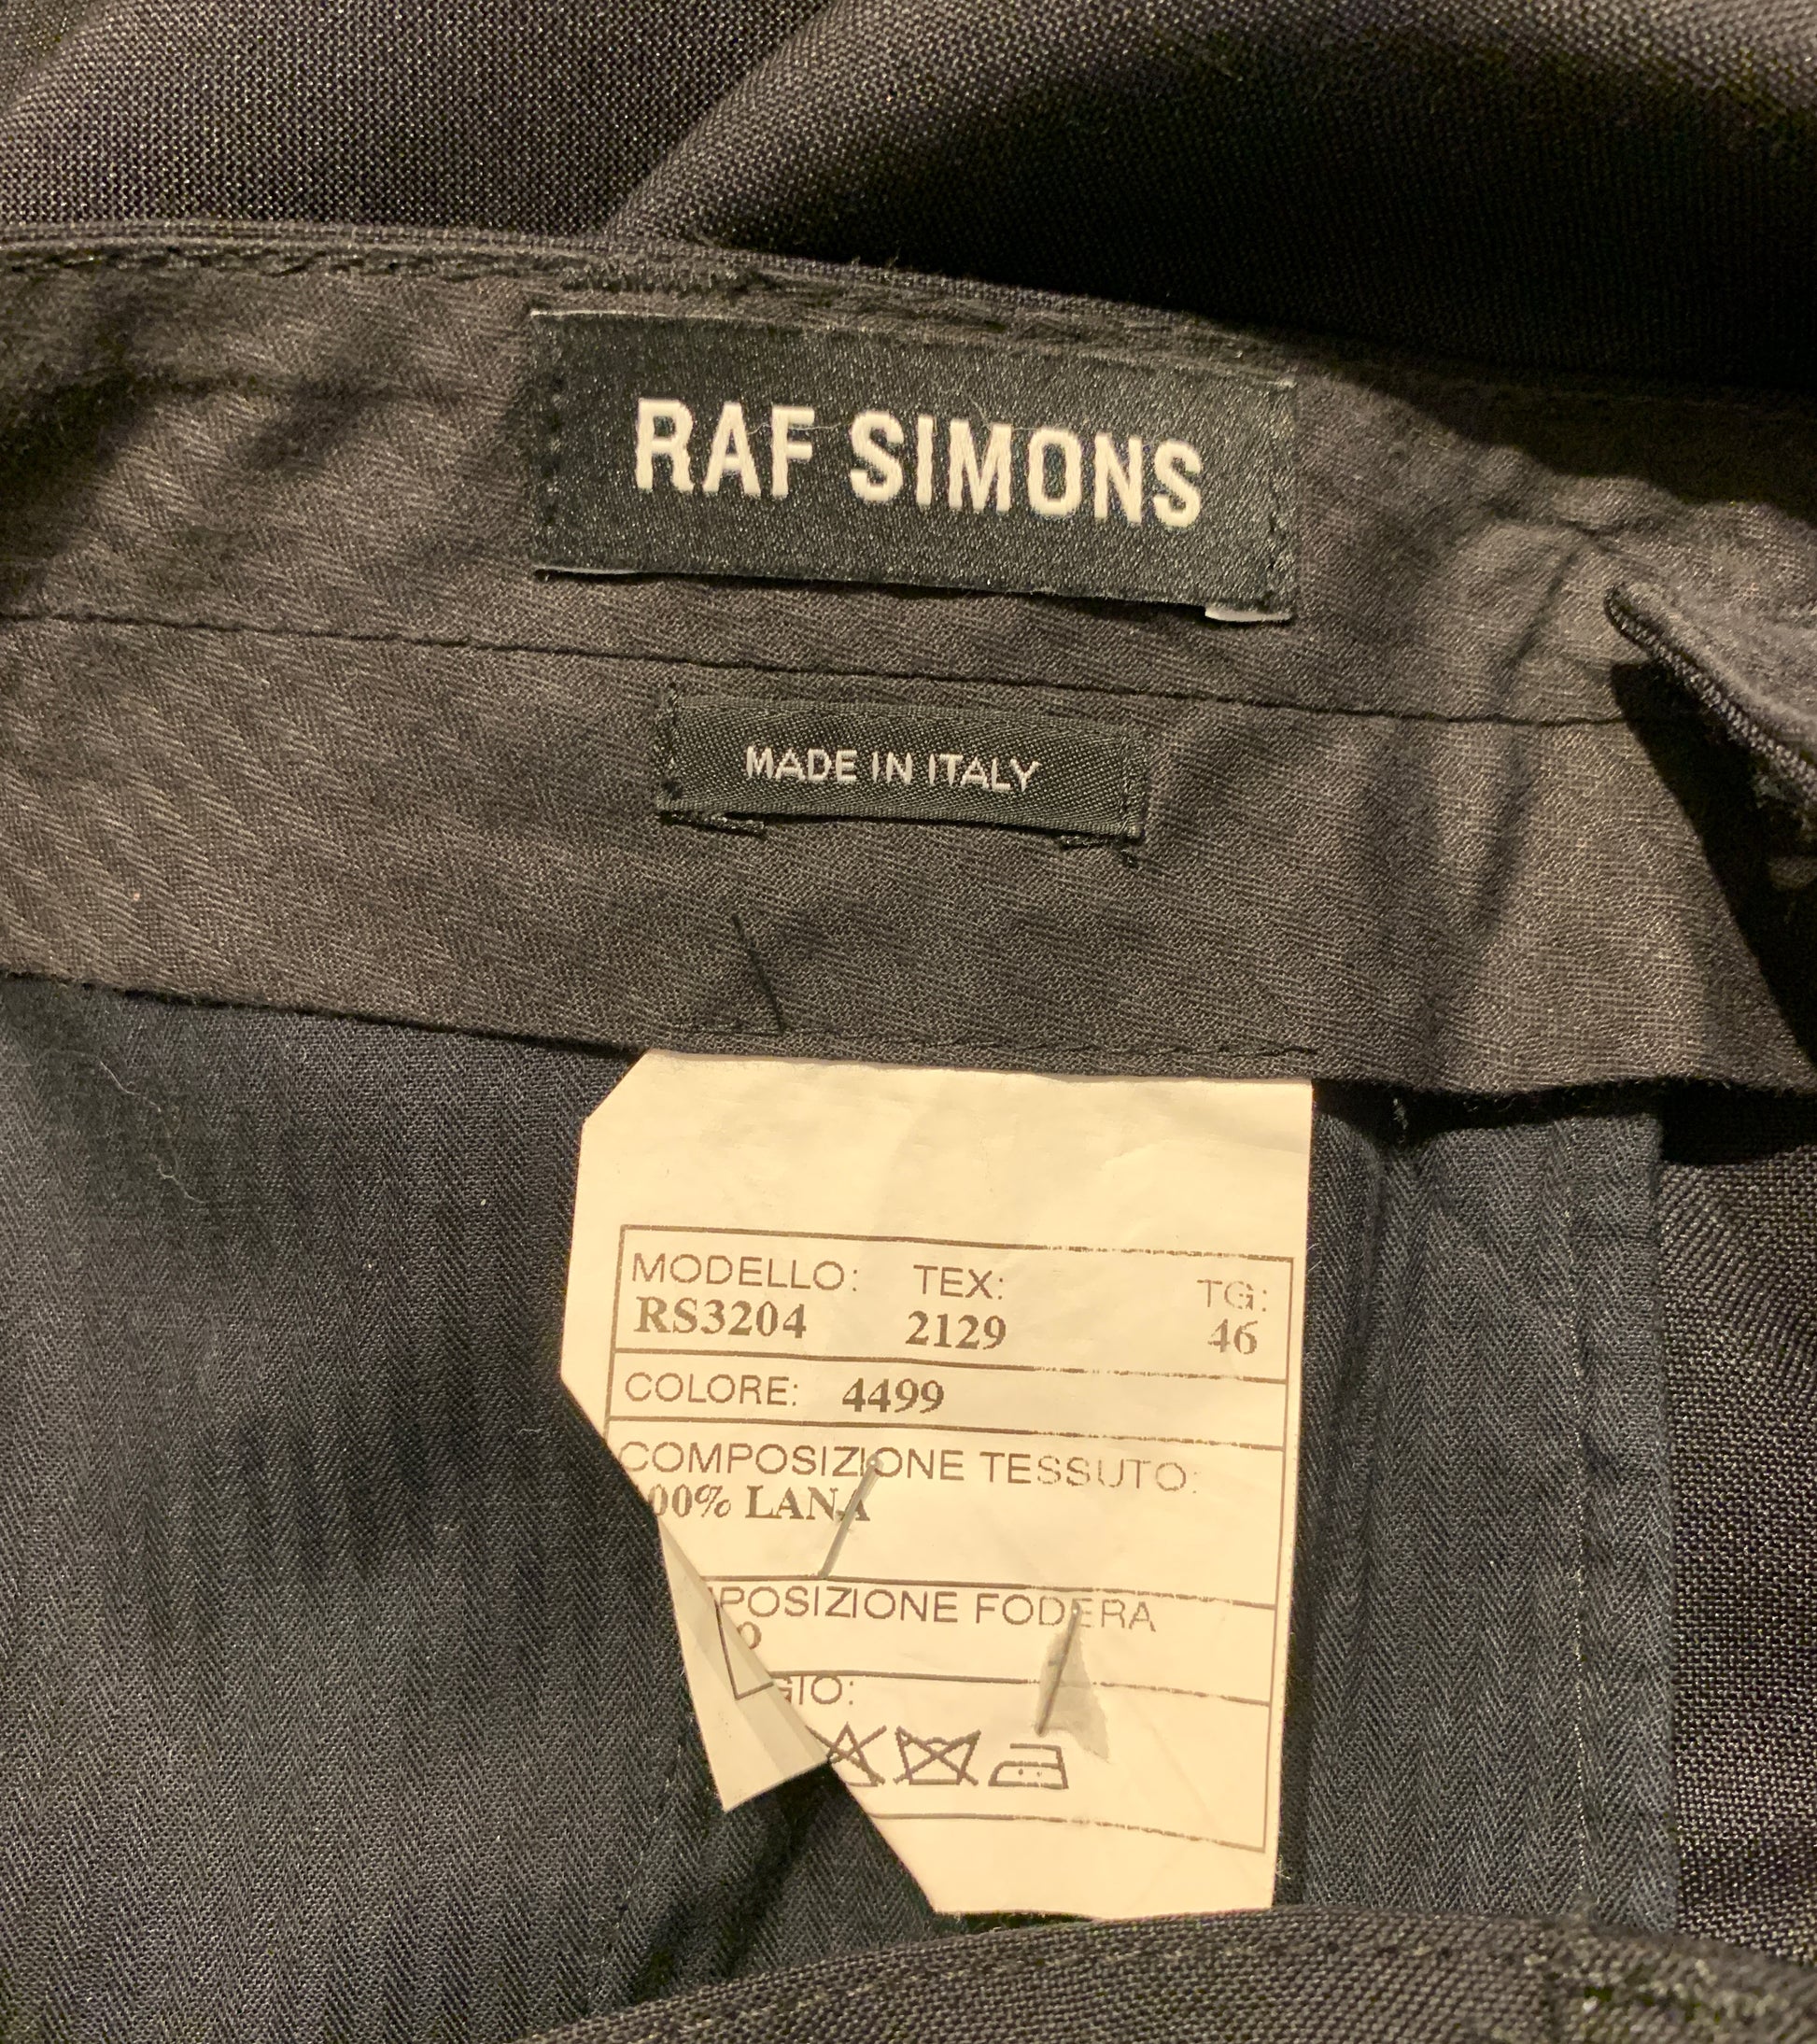 RAF SIMONS
MADE IN ITALY
MODELLO: TEX: TG:
RS3204 2129 46
COLORE: 4499
COMPOSIZIONE TESSUTO:
00% LANA
POSIZIONE FODERA
O
GIO: